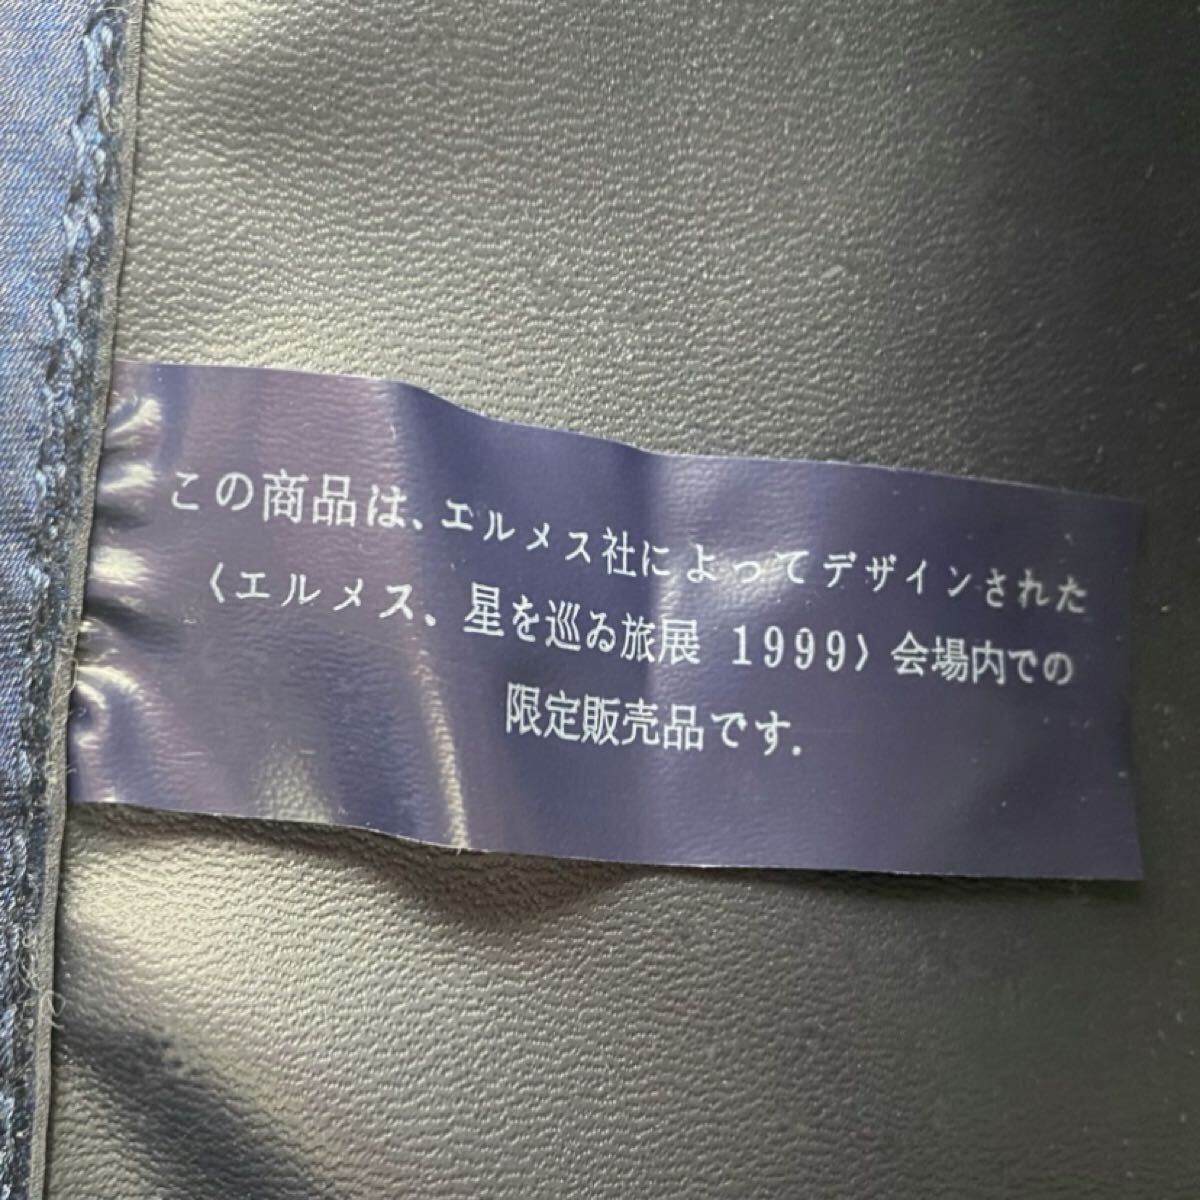 この商品は、エルメス社によってデザインされた
〈エルメス、星を巡ゐ旅展 1999〉会場内での
限定販売品です.